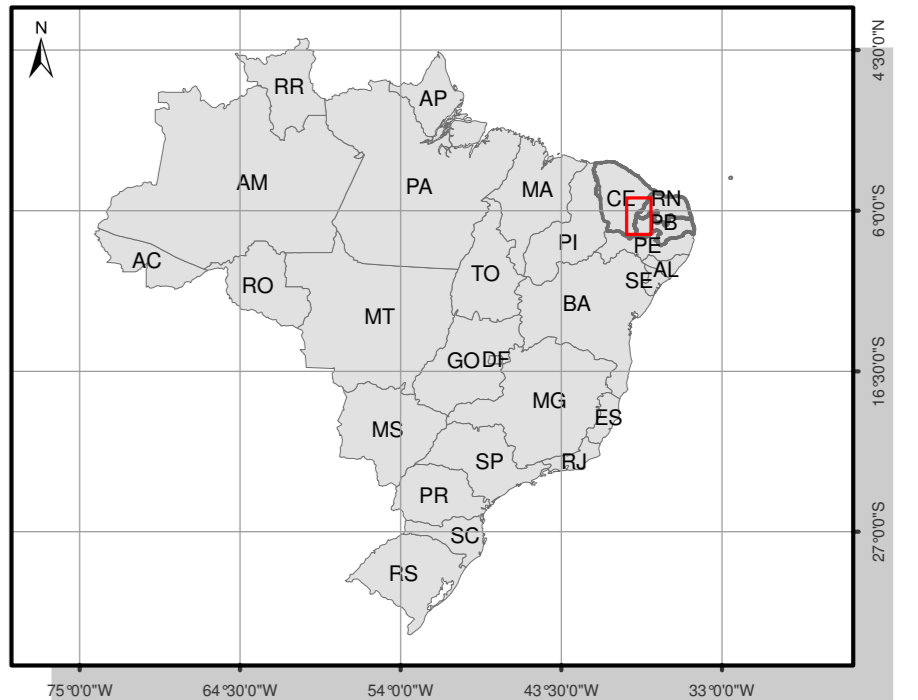 N
4°30'0"N
RR
AP
AM
PA
MA
CE
RN
6°0'0"S
PB
PI
PE
AC
TO
AL
RO
SE
BA
MT
GO
DF
16°30'0"S
MG
ES
MS
SP
RJ
PR
27°0'0"S
SC
RS
75°0'0"W
64°30'0"W
54°0'0"W
43°30'0"W
33°0'0"W